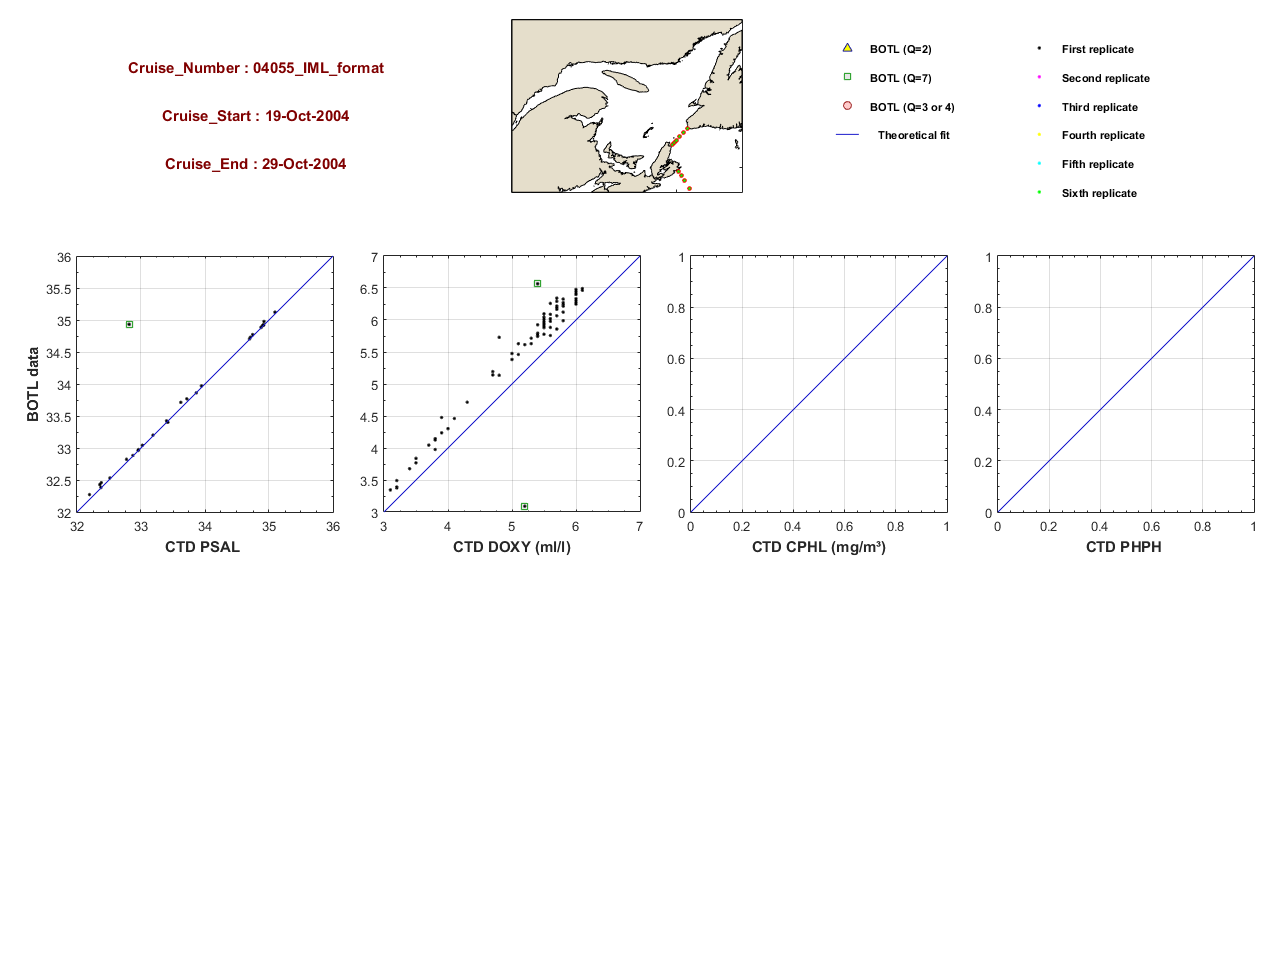 Cruise_Number : 04055_IML_format
Cruise_Start : 19-Oct-2004
Cruise_End : 29-Oct-2004
BOTL (Q=2)
BOTL (Q=7)
BOTL (Q=3 or 4)
Theoretical fit
First replicate
Second replicate
Third replicate
Fourth replicate
Fifth replicate
Sixth replicate
BOTL data
36
35.5
35
34.5
34
33.5
33
32.5
32
32 33 34 35 36
CTD PSAL
7
6.5
6
5.5
5
4.5
4
3.5
3
3 4 5 6 7
CTD DOXY (ml/l)
1
0.8
0.6
0.4
0.2
0
0 0.2 0.4 0.6 0.8 1
CTD CPHL (mg/m³)
1
0.8
0.6
0.4
0.2
0
0 0.2 0.4 0.6 0.8 1
CTD PHPH